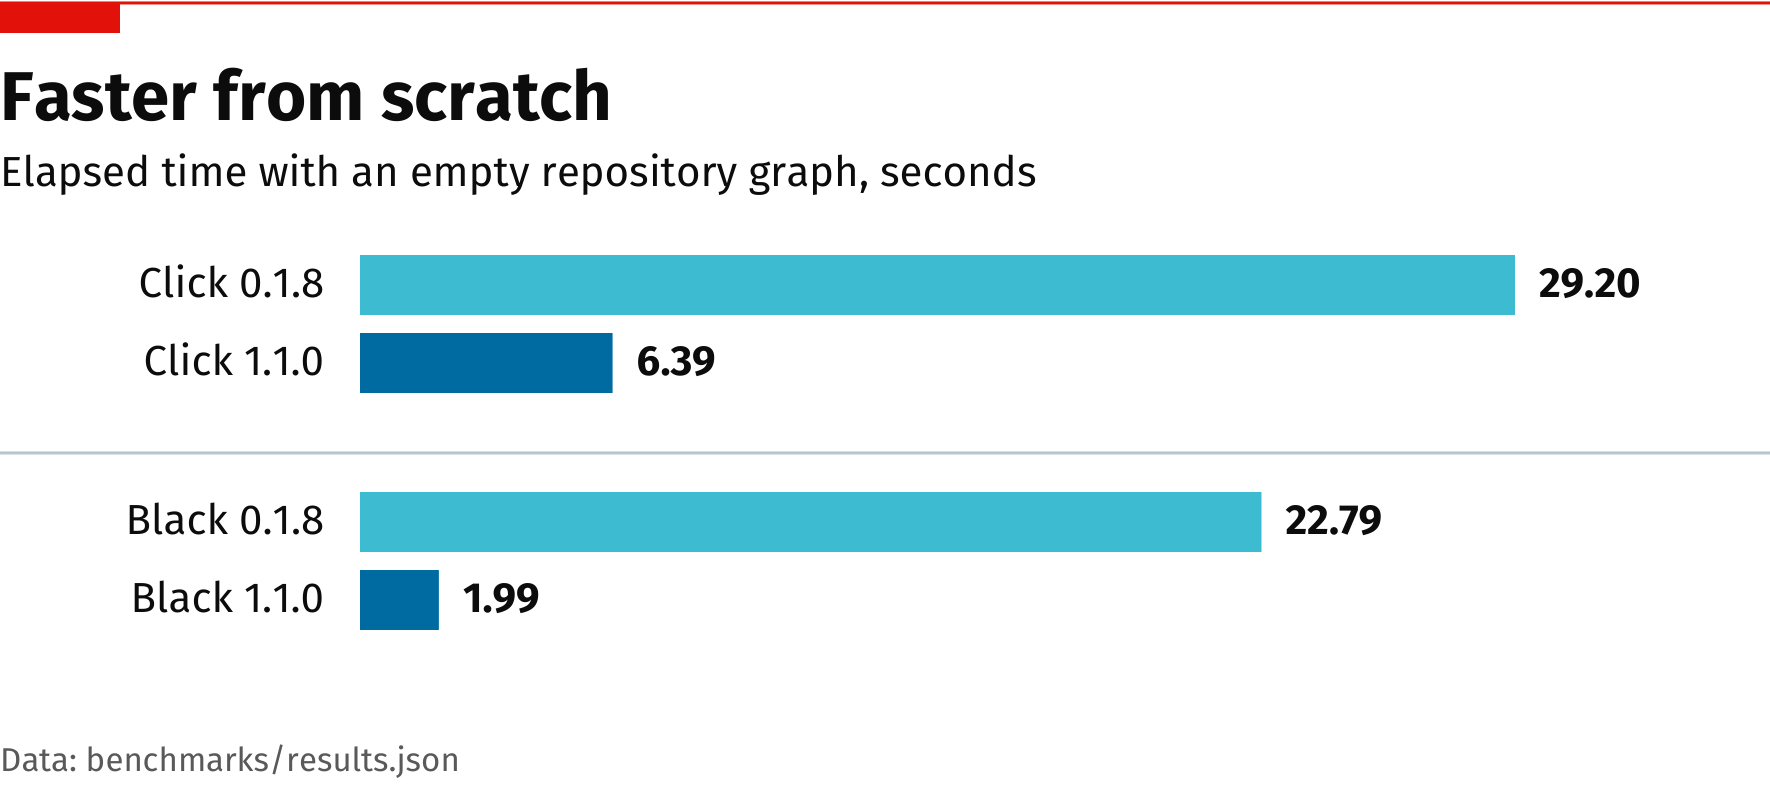 Faster from scratch
Elapsed time with an empty repository graph, seconds
Click 0.1.8 29.20
Click 1.1.0 6.39
Black 0.1.8 22.79
Black 1.1.0 1.99
Data: benchmarks/results.json